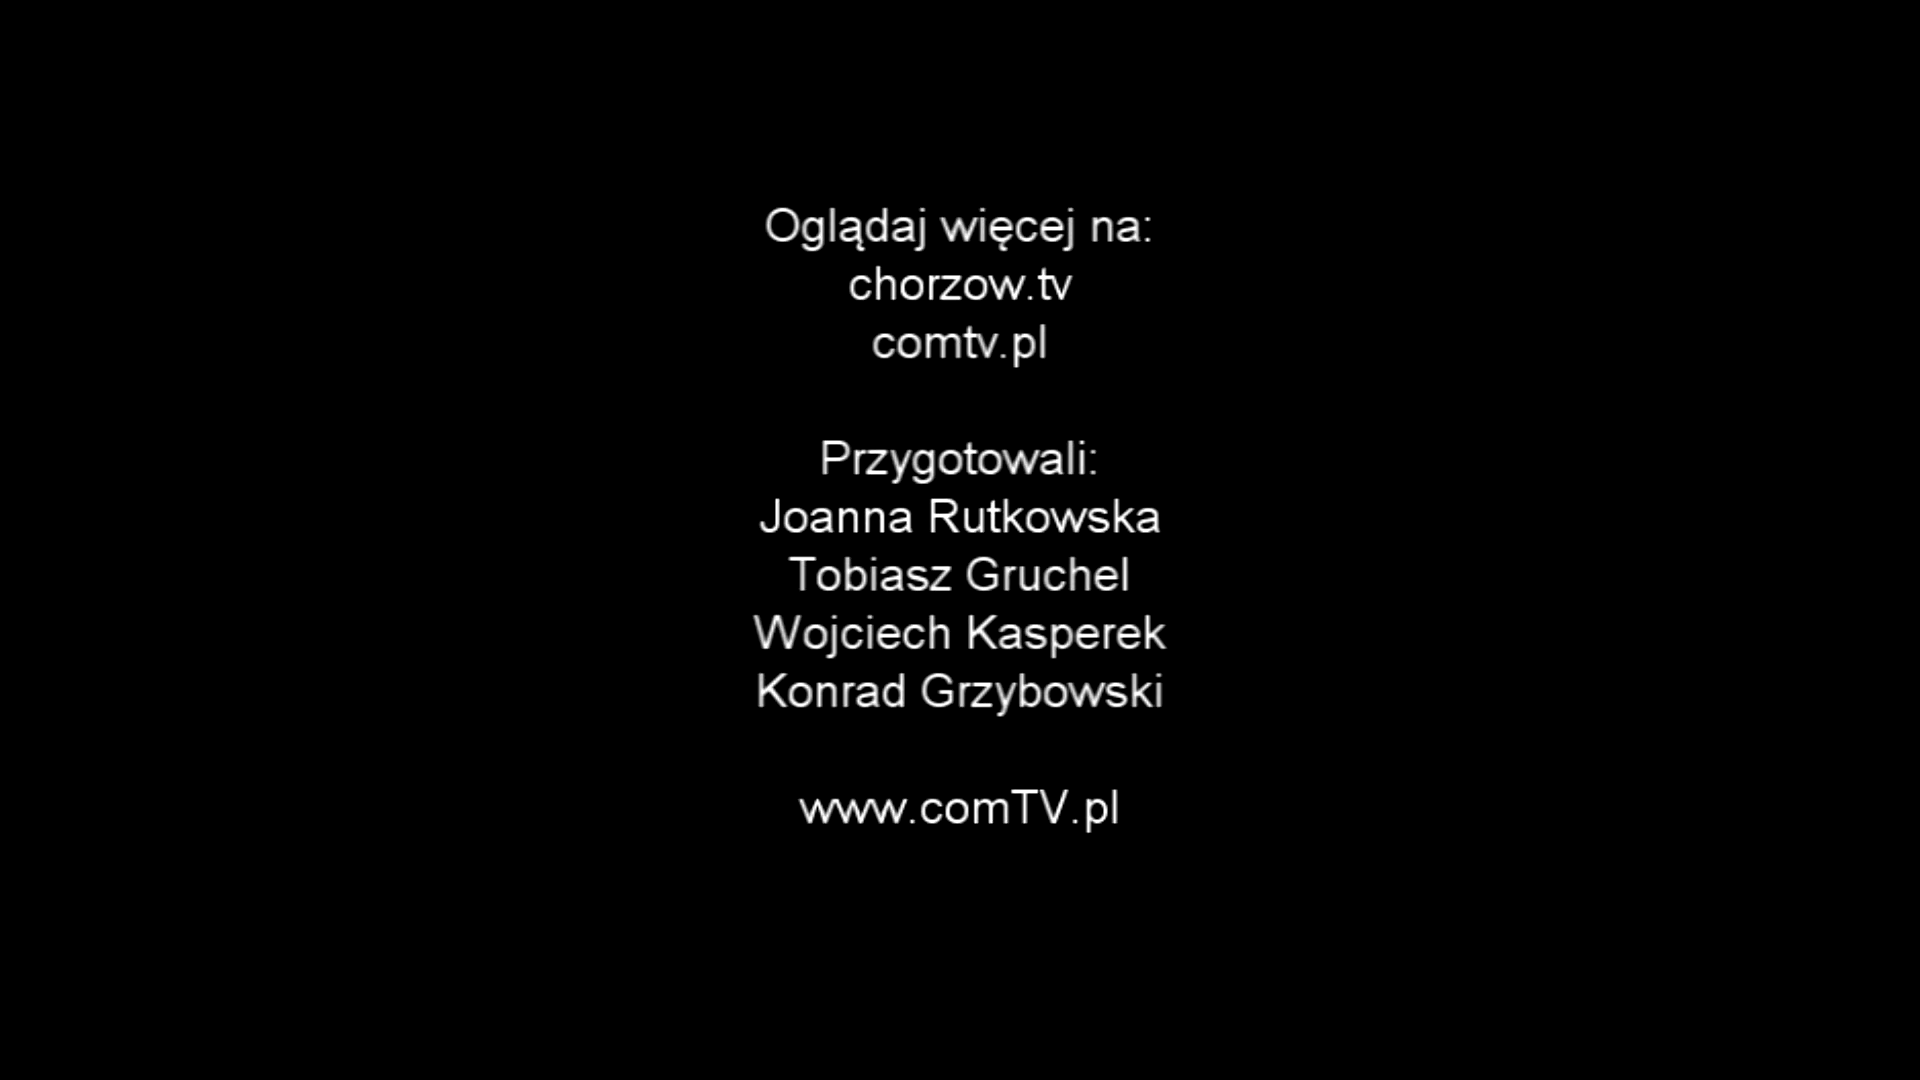 Oglądaj więcej na:
chorzow.tv
comtv.pl
Przygotowali:
Joanna Rutkowska
Tobiasz Gruchel
Wojciech Kasperek
Konrad Grzybowski
www.comTV.pl